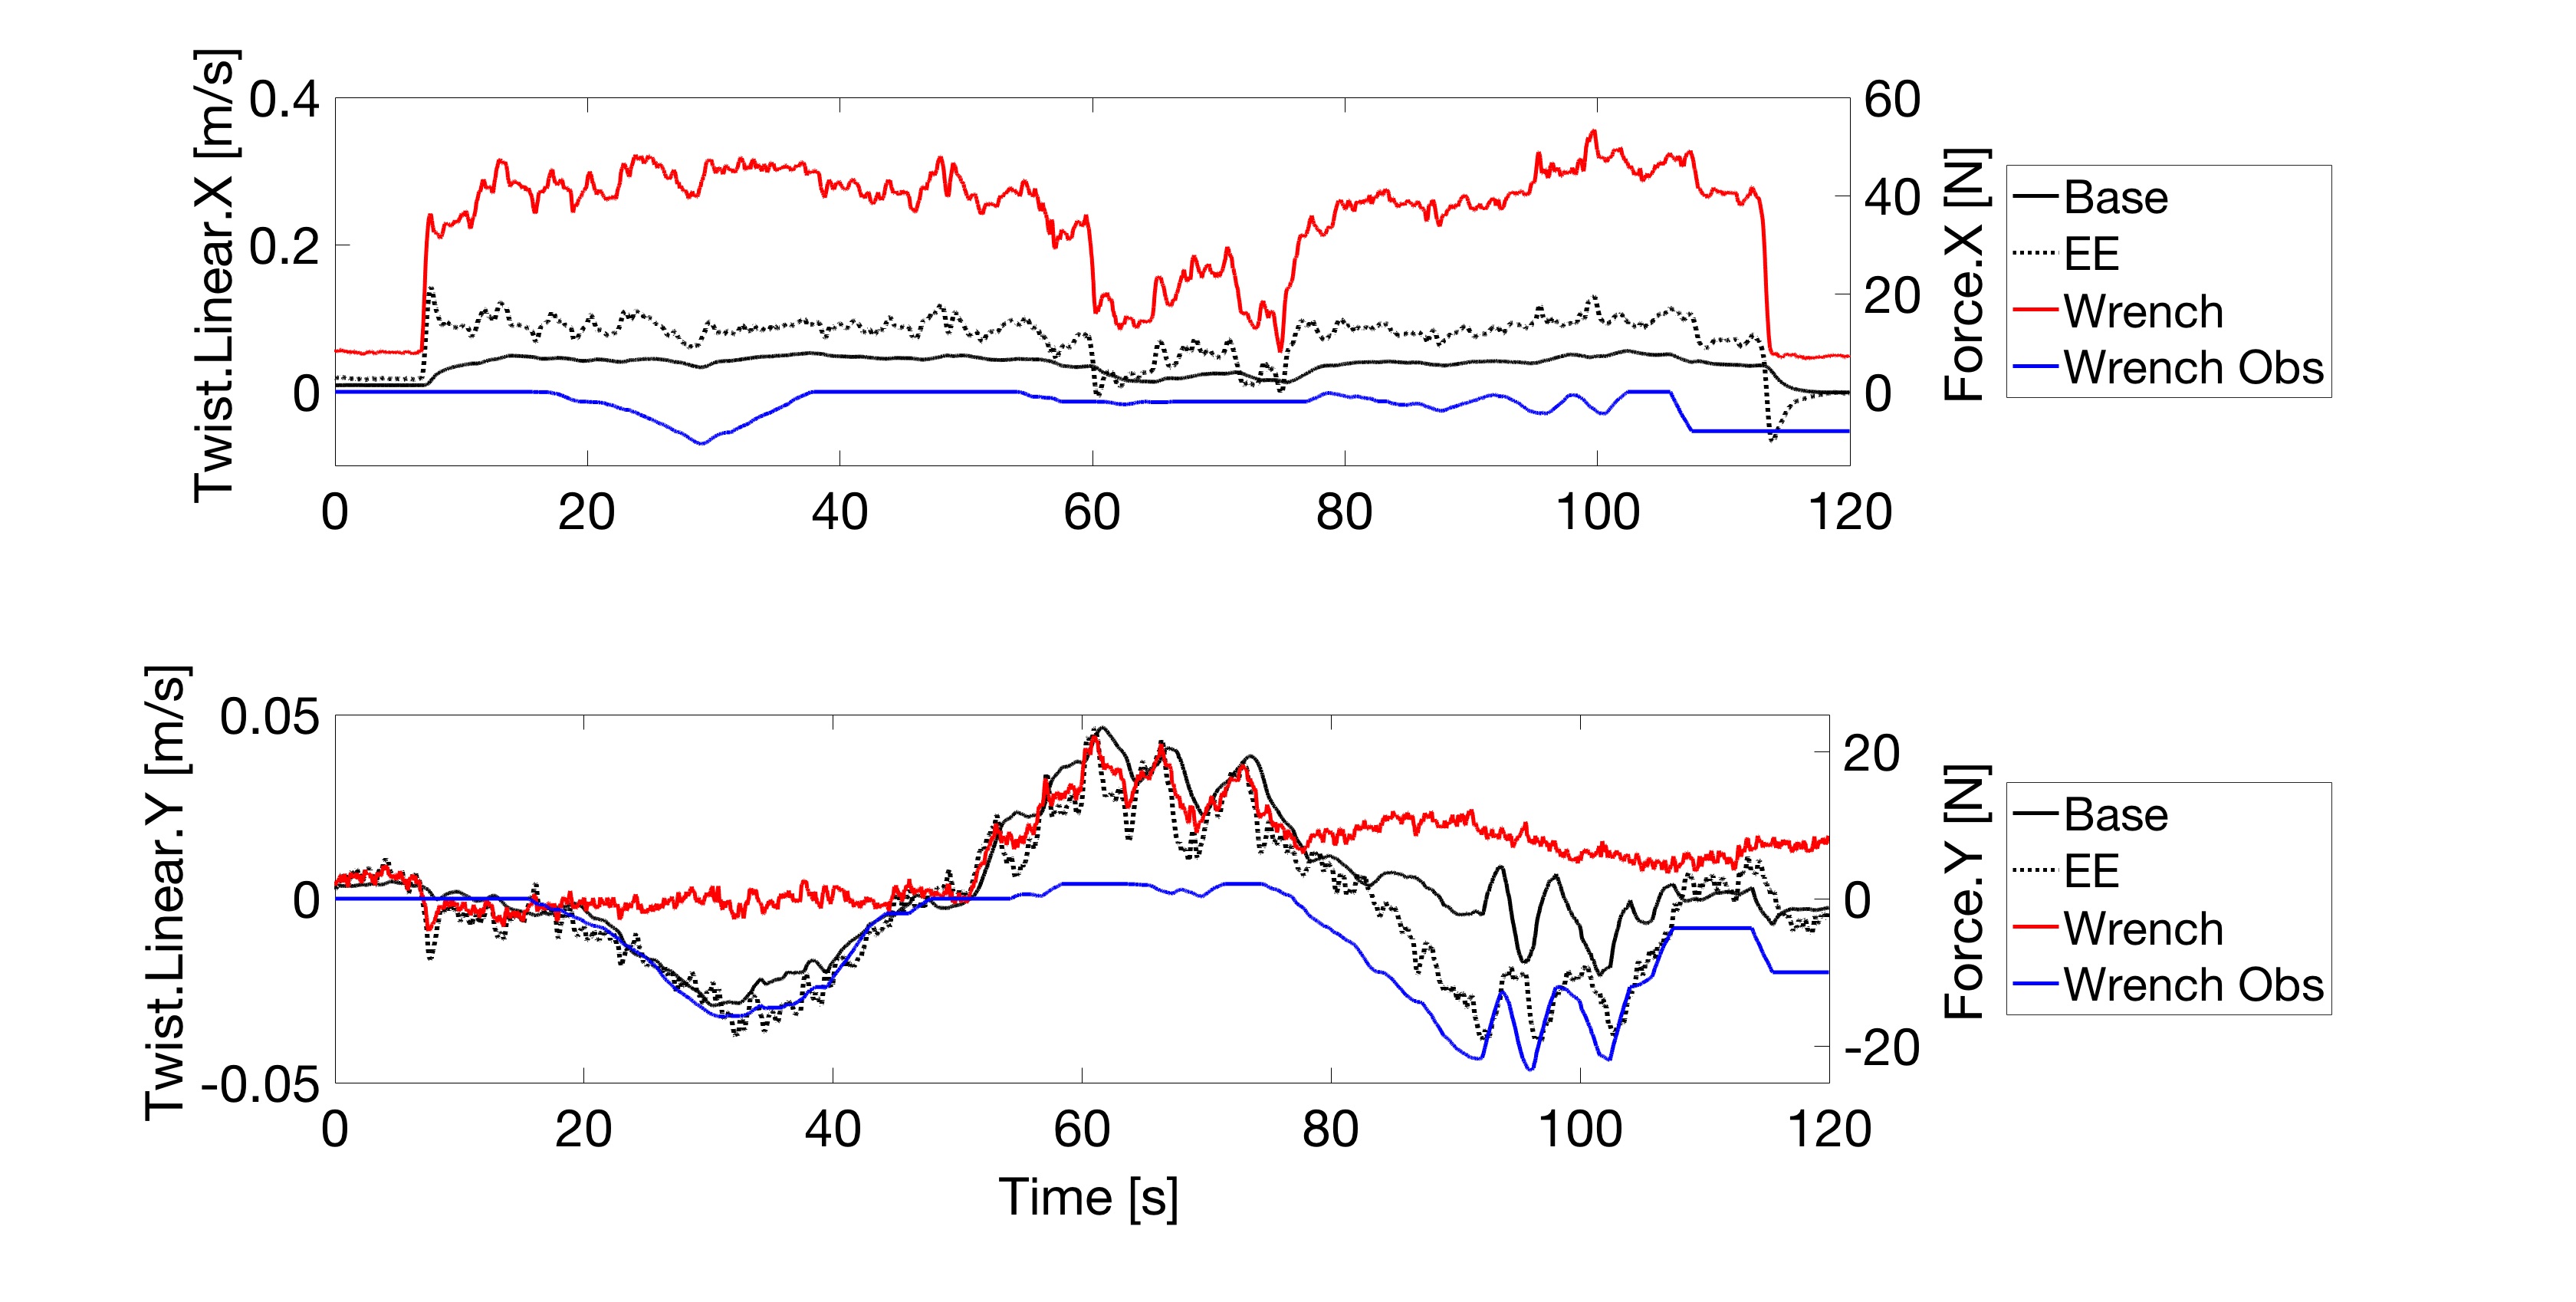 Twist.Linear.X [m/s]
0.4
0.2
0
0
20
40
60
80
100
120
60
40
20
0
Force.X [N]
Base
EE
Wrench
Wrench Obs
Twist.Linear.Y [m/s]
0.05
0
-0.05
0
20
40
60
80
100
120
Time [s]
20
0
-20
Force.Y [N]
Base
EE
Wrench
Wrench Obs